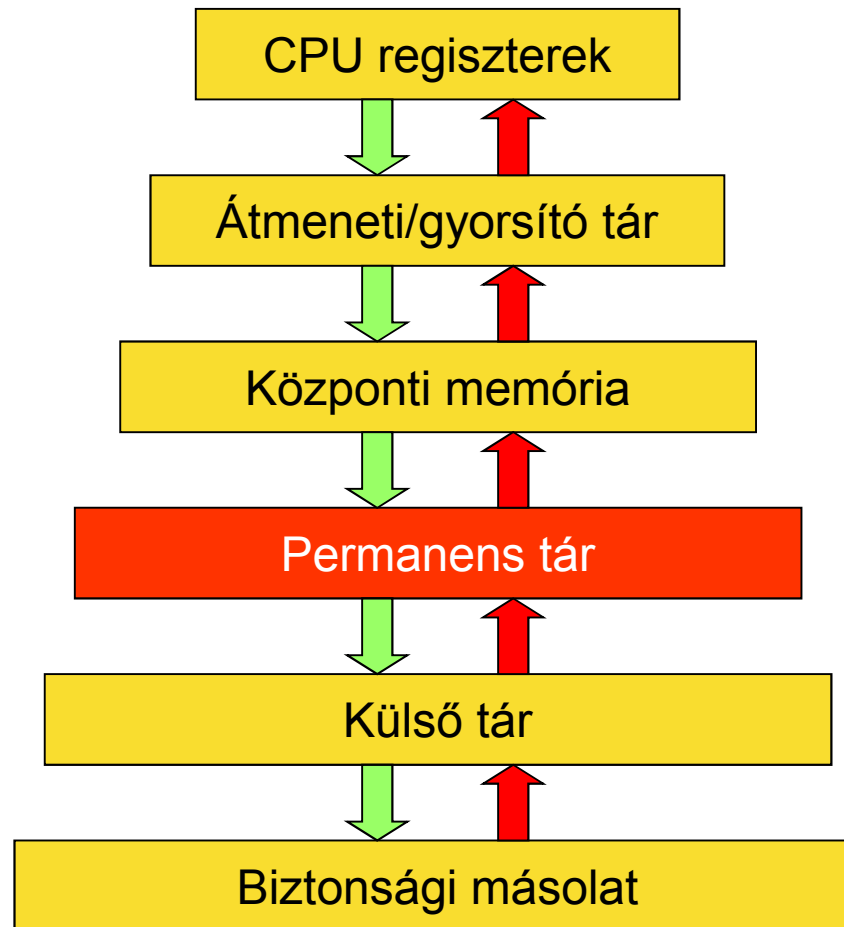 CPU regiszterek
Átmeneti/gyorsító tár
Központi memória
Permanens tár
Külső tár
Biztonsági másolat